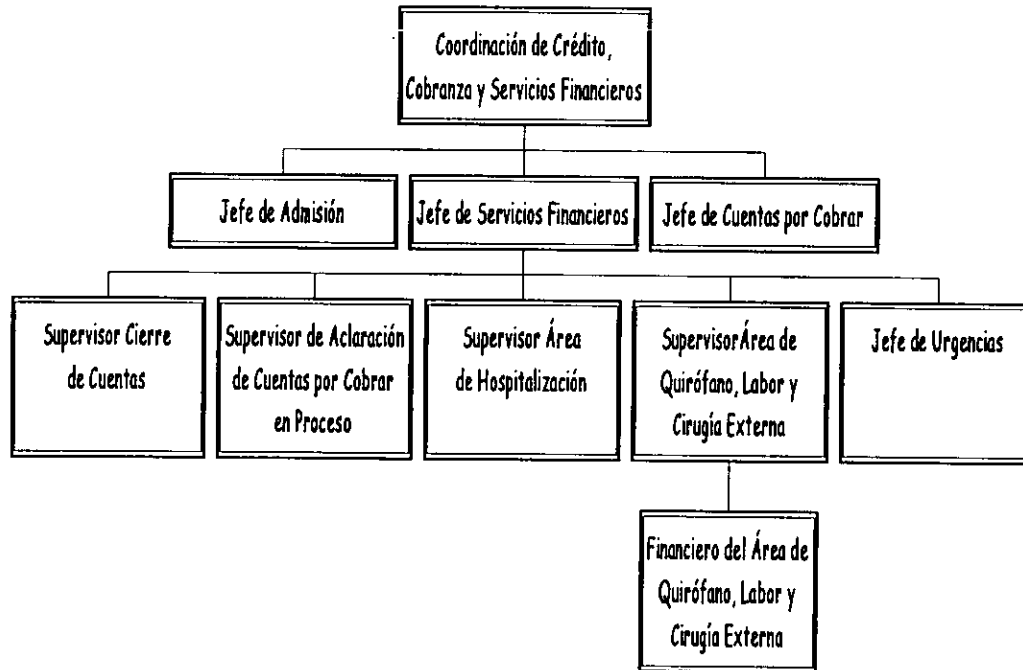 Coordinación de Crédito,
Cobranza y Servicios Financieros
Jefe de Admisión
Jefe de Servicios Financieros
Jefe de Cuentas por Cobrar
Supervisor Cierre
de Cuentas
Supervisor de Aclaración
de Cuentas por Cobrar
en Proceso
Supervisor Área
de Hospitalización
Supervisor Área de
Quirófano, Labor y
Cirugía Externa
Jefe de Urgencias
Financiero del Área de
Quirófano, Labor y
Cirugía Externa